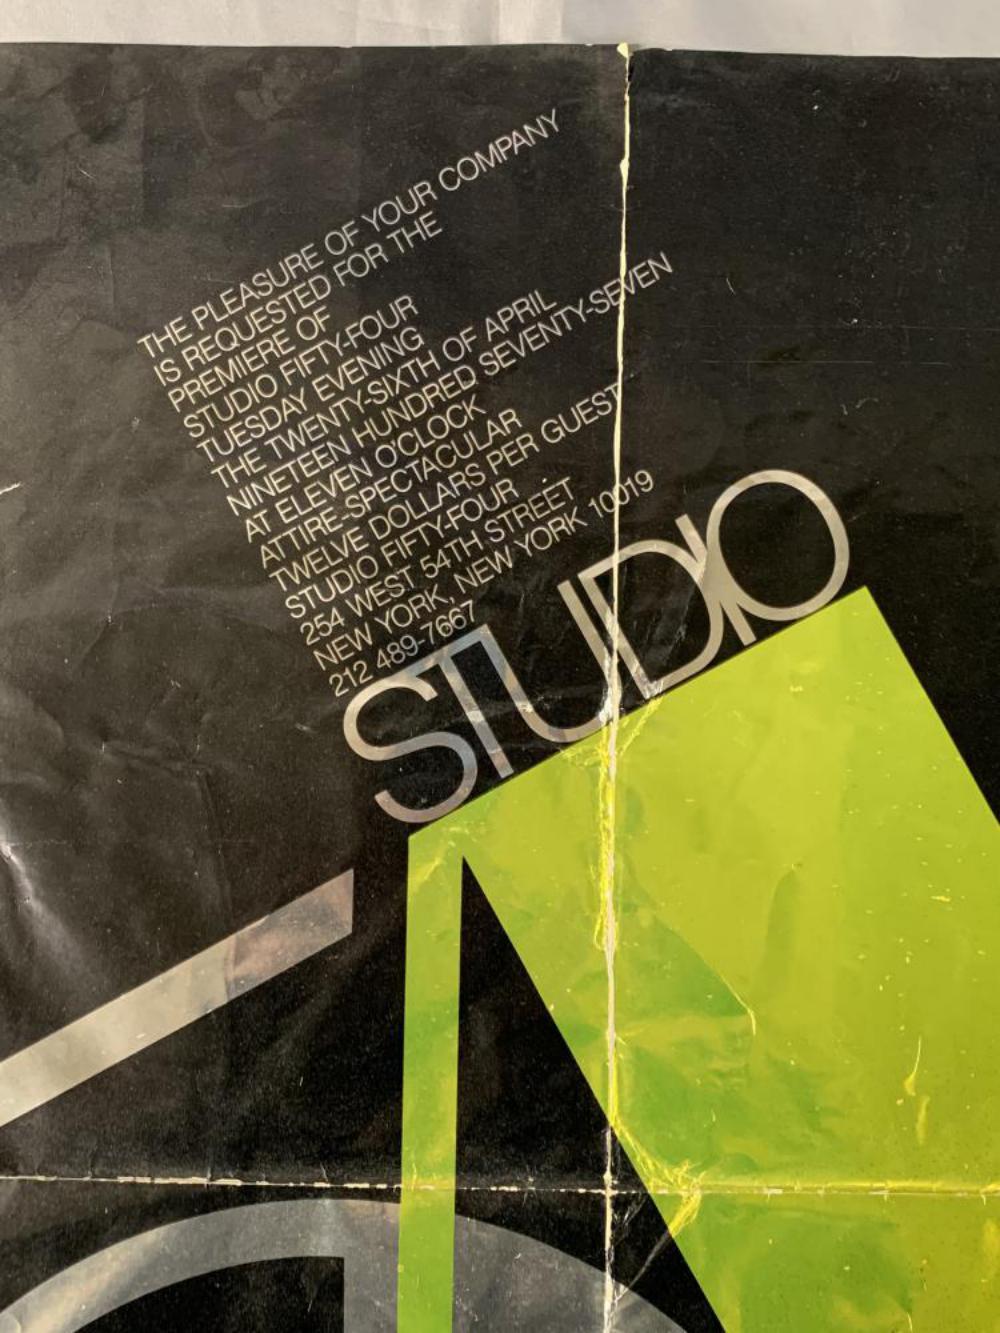 THE PLEASURE OF YOUR COMPANY
IS REQUESTED FOR THE
PREMIERE OF
STUDIO FIFTY-FOUR
TUESDAY EVENING
THE TWENTY-SIXTH OF APRIL
NINETEEN HUNDRED SEVENTY-SEVEN
AT ELEVEN O'CLOCK
ATTIRE-SPECTACULAR
TWELVE DOLLARS PER GUEST
STUDIO FIFTY-FOUR
254 WEST 54TH STREET
NEW YORK, NEW YORK 10019
212 489-7667
STUDIO